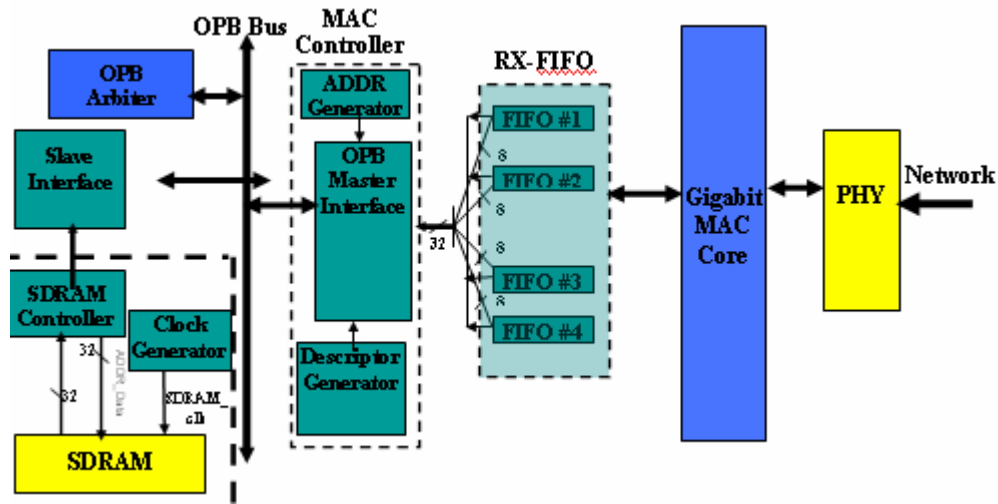 OPB Bus
MAC
Controller
RX-FIFO
OPB
Arbiter
ADDR
Generator
Slave
Interface
OPB
Master
Interface
32
FIFO #1
8
FIFO #2
8
8
FIFO #3
8
FIFO #4
Gigabit
MAC
Core
PHY
Network
SDRAM
Controller
Clock
Generator
Descriptor
Generator
32
32
ADDR_Data
SDRAM_
clk
SDRAM